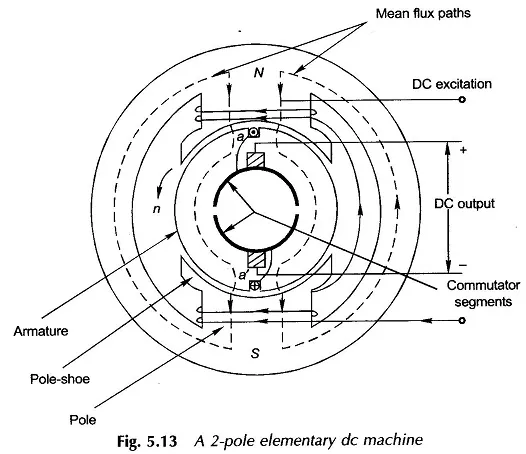 Mean flux paths
N
DC excitation
a
+
n
DC output
–
a'
Commutator
segments
Armature
S
Pole-shoe
Pole
Fig. 5.13 A 2-pole elementary dc machine